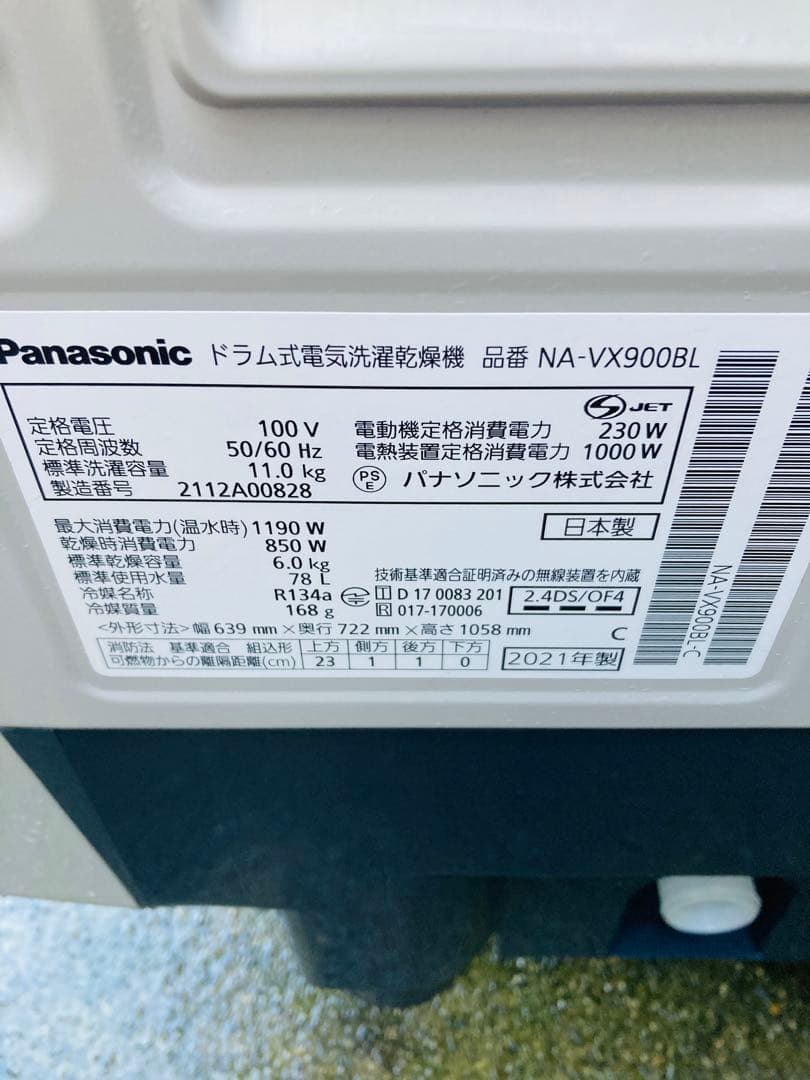 Panasonic ドラム式電気洗濯乾燥機 品番 NA-VX900BL
JET
定格電圧 100 V 電動機定格消費電力 230 W
定格周波数 50/60 Hz 電熱装置定格消費電力 1000 W
標準洗濯容量 11.0 kg PSE パナソニック株式会社
製造番号 2112A00828
最大消費電力(温水時) 1190 W 日本製
乾燥時消費電力 850 W
標準乾燥容量 6.0 kg
標準使用水量 78 L 技術基準適合証明済みの無線装置を内蔵
冷媒名称 R134a T D 17 0083 201 2.4DS/OF4
冷媒質量 168 g R 017-170006
<外形寸法> 幅 639 mm × 奥行 722 mm × 高さ 1058 mm C
消防法 基準適合 組込形 上方 側方 後方 下方
可燃物からの離隔距離(cm) 23 1 1 0 2021年製
NA-VX900BL-C